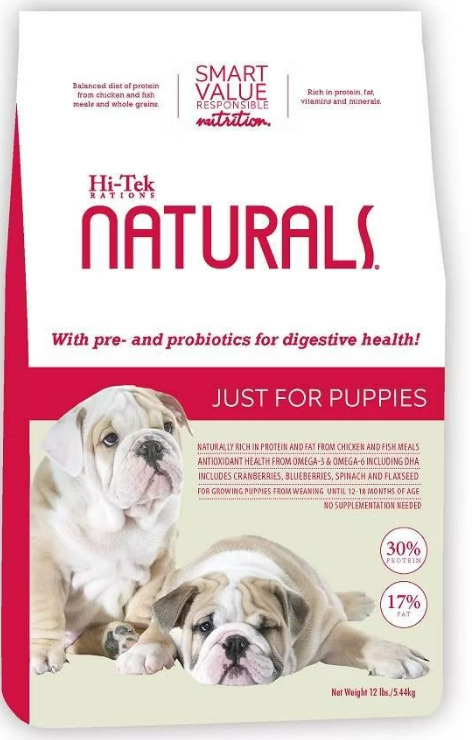 Balanced diet of protein
from chicken and fish
meals and whole grains.
SMART
VALUE
RESPONSIBLE
nutrition.
Rich in protein, fat,
vitamins and minerals.
Hi-Tek
RATIONS
NATURALS.
With pre- and probiotics for digestive health!
JUST FOR PUPPIES
NATURALLY RICH IN PROTEIN AND FAT FROM CHICKEN AND FISH MEALS
ANTIOXIDANT HEALTH FROM OMEGA-3 & OMEGA-6 INCLUDING DHA
INCLUDES CRANBERRIES, BLUEBERRIES, SPINACH AND FLAXSEED
FOR GROWING PUPPIES FROM WEANING UNTIL 12-18 MONTHS OF AGE
NO SUPPLEMENTATION NEEDED
30%
PROTEIN
17%
FAT
Net Weight 12 lbs./5.44kg